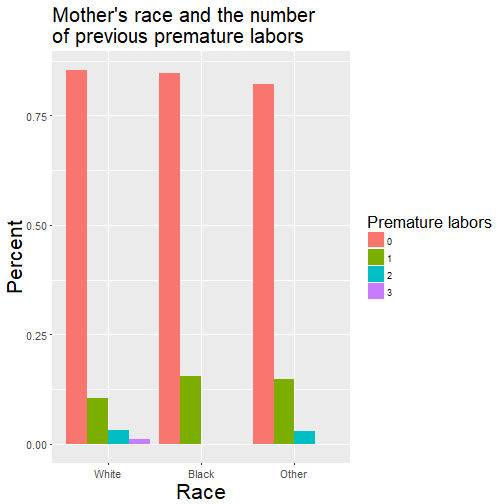 Mother's race and the number
of previous premature labors
Percent
0.75
0.50
0.25
0.00
White Black Other
Race
Premature labors
0
1
2
3